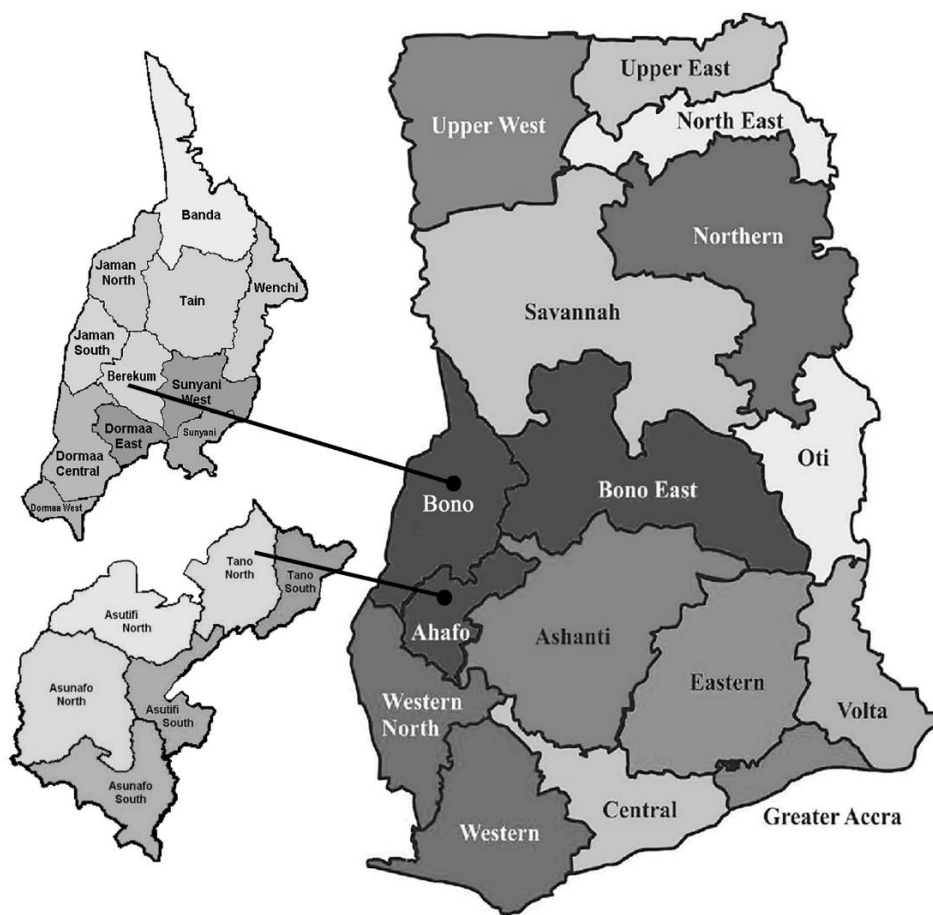 Banda
Jaman
North
Tain
Wenchi
Jaman
South
Berekum
Sunyani
West
Dormaa
East
Sunyani
Dormaa
Central
Dormaa West
Tano
North
Tano
South
Asutifi
North
Asunafo
North
Asutifi
South
Asunafo
South
Upper East
Upper West
North East
Northern
Savannah
Oti
Bono East
Bono
Ahafo
Ashanti
Eastern
Western
North
Volta
Central
Western
Greater Accra